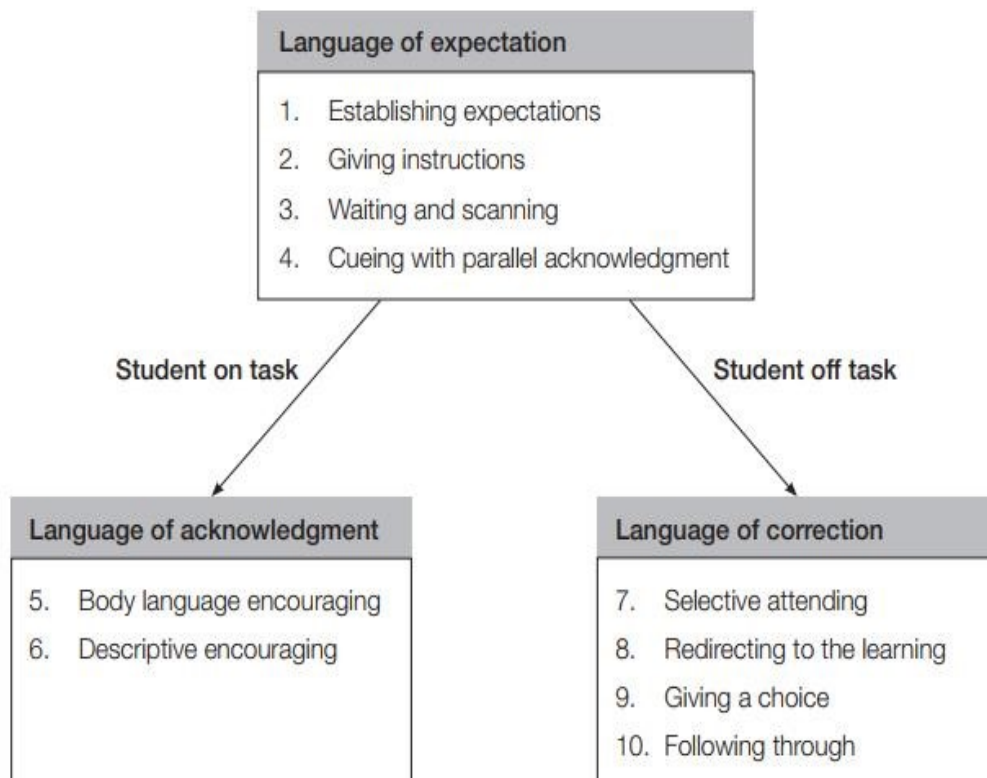 Language of expectation
1. Establishing expectations
2. Giving instructions
3. Waiting and scanning
4. Cueing with parallel acknowledgment
Student on task
Student off task
Language of acknowledgment
5. Body language encouraging
6. Descriptive encouraging
Language of correction
7. Selective attending
8. Redirecting to the learning
9. Giving a choice
10. Following through